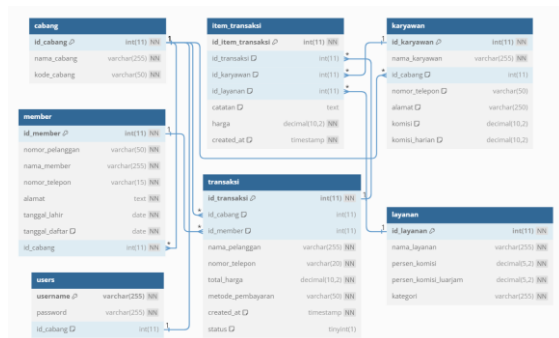 cabang
id_cabang int(11) NN
nama_cabang varchar(255) NN
kode_cabang varchar(50) NN
item_transaksi
id_item_transaksi int(11) NN
id_transaksi int(11)
id_karyawan int(11)
id_layanan int(11)
catatan text
harga decimal(10,2) NN
created_at timestamp NN
karyawan
id_karyawan int(11) NN
nama_karyawan varchar(255) NN
id_cabang int(11)
nomor_telepon varchar(50)
alamat varchar(250)
komisi decimal(10,2)
komisi_harian decimal(10,2)
member
id_member int(11) NN
nomor_pelanggan varchar(50) NN
nama_member varchar(255) NN
nomor_telepon varchar(15) NN
alamat text NN
tanggal_lahir date NN
tanggal_daftar date NN
id_cabang int(11) NN
transaksi
id_transaksi int(11) NN
id_cabang int(11)
id_member int(11)
nama_pelanggan varchar(255) NN
nomor_telepon varchar(20) NN
total_harga decimal(10,2) NN
metode_pembayaran varchar(50) NN
created_at timestamp NN
status tinyint(1)
layanan
id_layanan int(11) NN
nama_layanan varchar(255) NN
persen_komisi decimal(5,2) NN
persen_komisi_luarjam decimal(5,2) NN
kategori varchar(255) NN
users
username varchar(255) NN
password varchar(255) NN
id_cabang int(11)